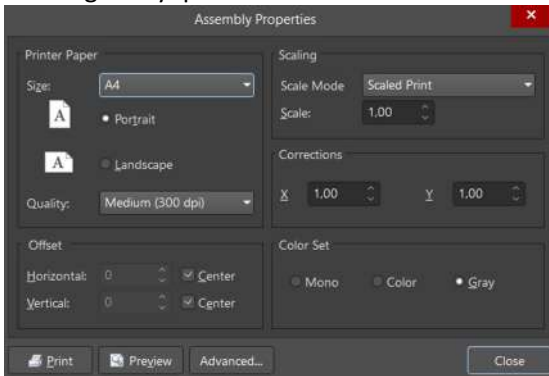 Assembly Properties
Printer Paper
Size: A4
A
Portrait
A
Landscape
Quality: Medium (300 dpi)
Scaling
Scale Mode Scaled Print
Scale: 1,00
Corrections
X 1,00 Y 1,00
Offset
Horizontal: 0 Center
Vertical: 0 Center
Color Set
Mono Color Gray
Print Preview Advanced... Close